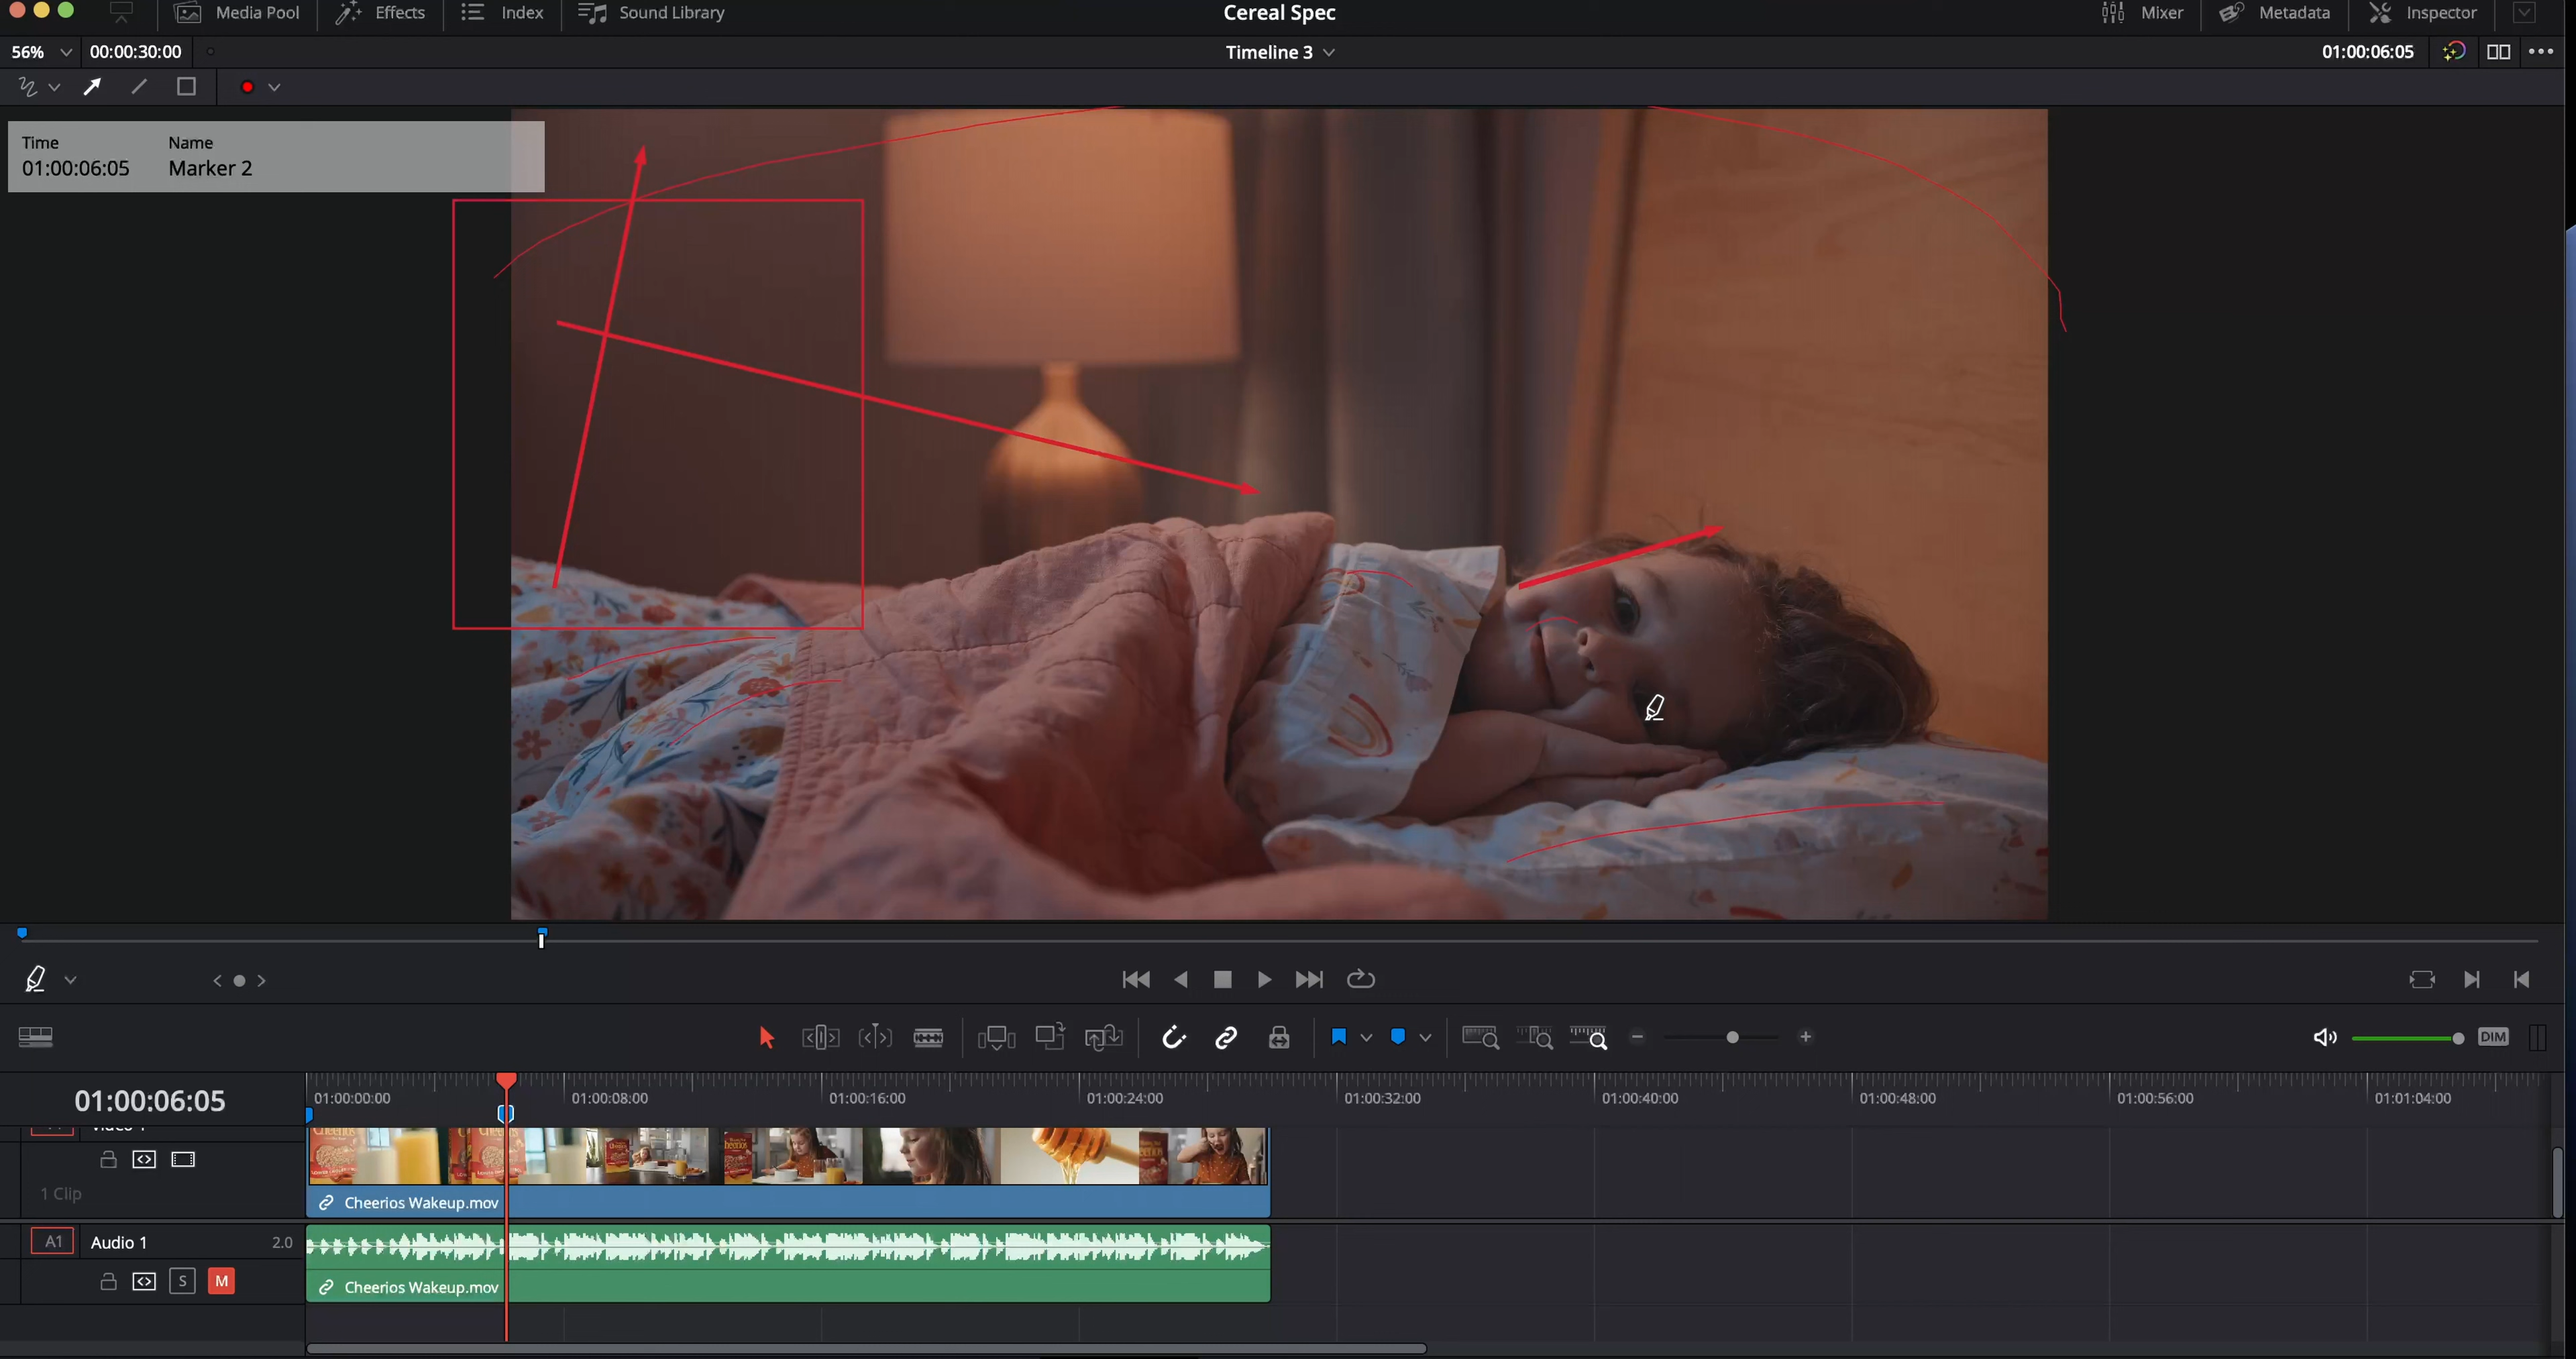 Media Pool Effects Index Sound Library Cereal Spec Mixer Metadata Inspector
56% 00:00:30:00 Timeline 3 01:00:06:05
Time Name
01:00:06:05 Marker 2
DIM
01:00:06:05
01:00:00:00 01:00:08:00 01:00:16:00 01:00:24:00 01:00:32:00 01:00:40:00 01:00:48:00 01:00:56:00 01:01:04:00
1 Clip
Cheerios Wakeup.mov
A1 Audio 1 2.0
S M
Cheerios Wakeup.mov